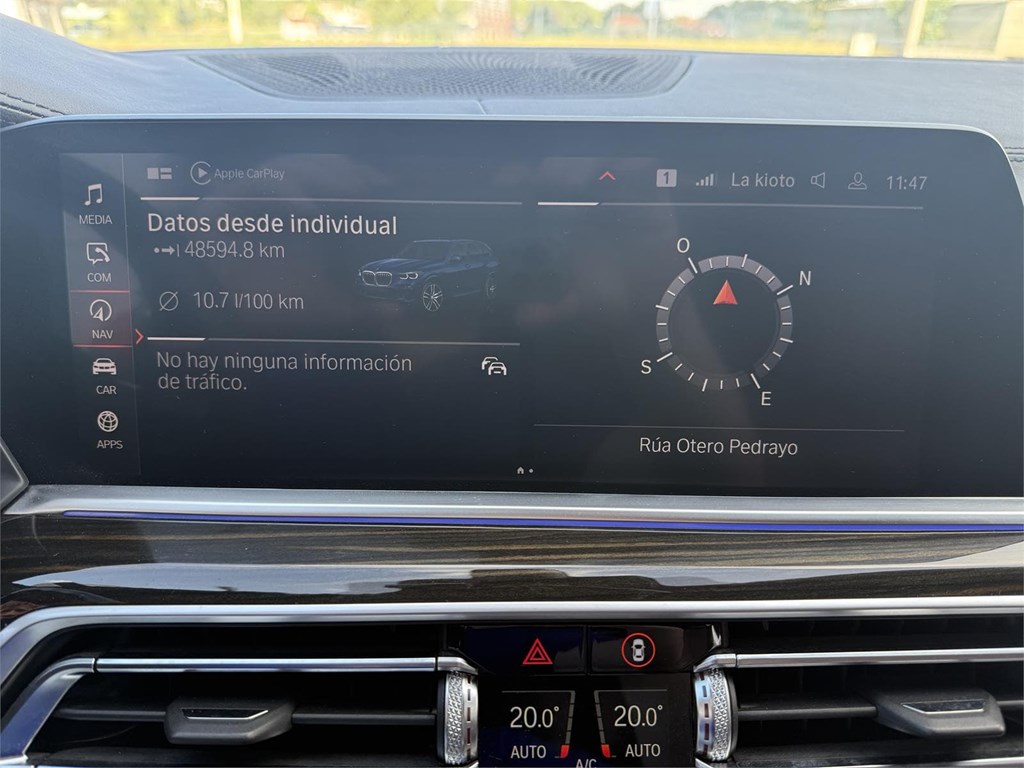 Apple CarPlay
1
La kioto
11:47
MEDIA
COM
NAV
CAR
APPS
Datos desde individual
48594.8 km
10.7 l/100 km
No hay ninguna información
de tráfico.
O
N
S
E
Rúa Otero Pedrayo
20.0° 20.0°
AUTO AUTO
A/C